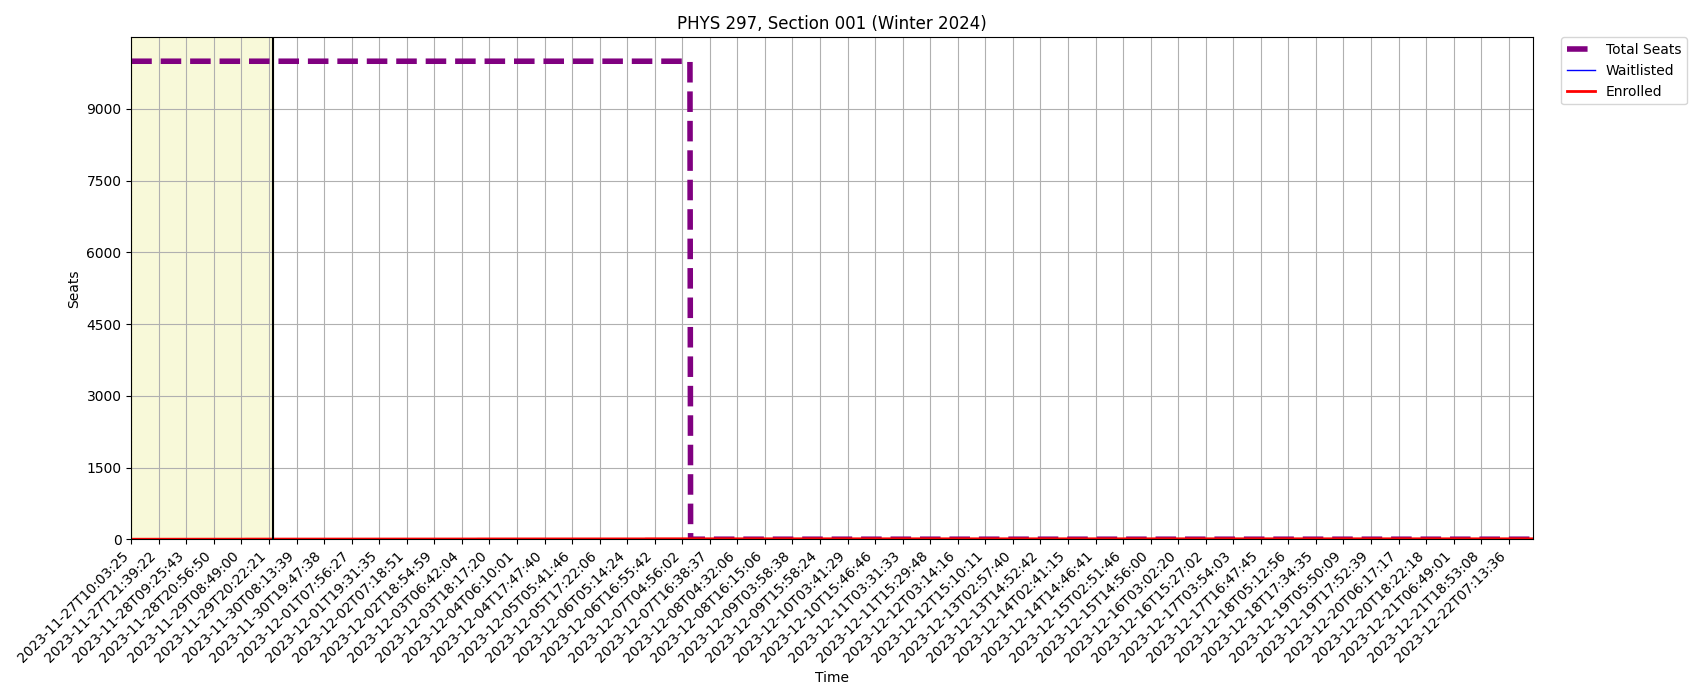 PHYS 297, Section 001 (Winter 2024)
Total Seats
Waitlisted
Enrolled
9000
7500
6000
4500
3000
1500
0
Seats
2023-11-27T10:03:25
2023-11-27T21:39:22
2023-11-28T09:25:43
2023-11-28T20:56:50
2023-11-29T08:49:00
2023-11-29T20:22:21
2023-11-30T08:13:39
2023-11-30T19:47:38
2023-12-01T07:56:27
2023-12-01T19:31:35
2023-12-02T07:18:51
2023-12-02T18:54:59
2023-12-03T06:42:04
2023-12-03T18:17:20
2023-12-04T06:10:01
2023-12-04T17:47:40
2023-12-05T05:41:46
2023-12-05T17:22:06
2023-12-06T05:14:24
2023-12-06T16:55:42
2023-12-07T04:56:02
2023-12-07T16:38:37
2023-12-08T04:32:06
2023-12-08T16:15:06
2023-12-09T03:58:38
2023-12-09T15:58:24
2023-12-10T03:41:29
2023-12-10T15:46:46
2023-12-11T03:31:33
2023-12-11T15:29:48
2023-12-12T03:14:16
2023-12-12T15:10:11
2023-12-13T02:57:40
2023-12-13T14:52:42
2023-12-14T02:41:15
2023-12-14T14:46:41
2023-12-15T02:51:46
2023-12-15T14:56:00
2023-12-16T03:02:20
2023-12-16T15:27:02
2023-12-17T03:54:03
2023-12-17T16:47:45
2023-12-18T05:12:56
2023-12-18T17:34:35
2023-12-19T05:50:09
2023-12-19T17:52:39
2023-12-20T06:17:17
2023-12-20T18:22:18
2023-12-21T06:49:01
2023-12-21T18:53:08
2023-12-22T07:13:36
Time